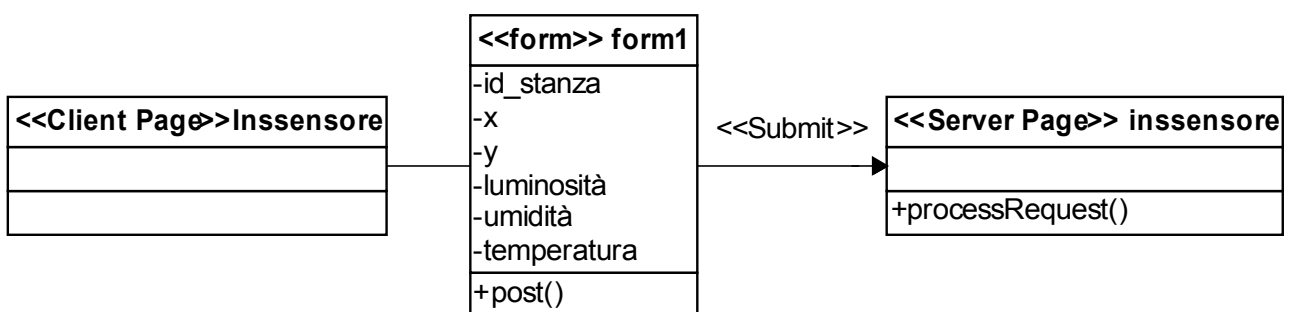 <<Client Page>>Inssensore
<<form>> form1
-id_stanza
-x
-y
-luminosità
-umidità
-temperatura
+post()
<<Submit>>
<<Server Page>> inssensore
+processRequest()